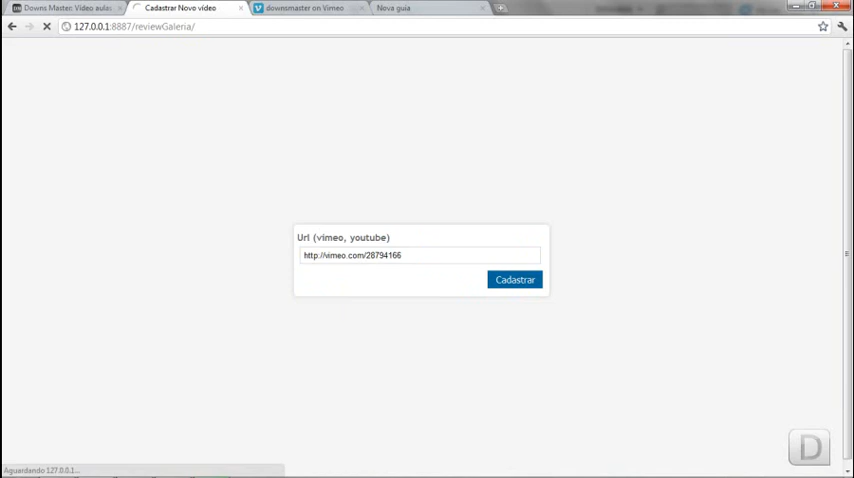 Downs Master: Video aulas
Cadastrar Novo vídeo
downsmaster on Vimeo
Nova guia
127.0.0.1:8887/reviewGaleria/
Url (vimeo, youtube)
http://vimeo.com/28794166
Cadastrar
D
Aguardando 127.0.0.1...